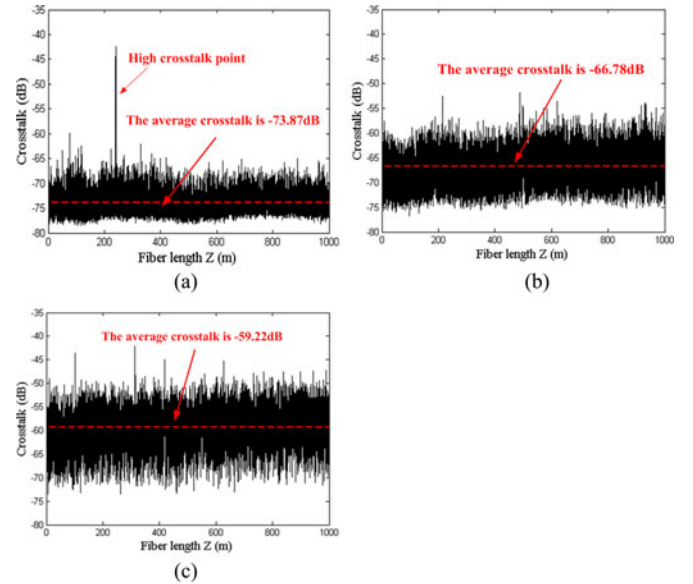 -35
-40
High crosstalk point
-45
-50
The average crosstalk is -73.87dB
-55
-60
-65
-70
-75
-80
Crosstalk (dB)
0 200 400 600 800 1000
Fiber length Z (m)
(a)
-35
-40
The average crosstalk is -66.78dB
-45
-50
-55
-60
-65
-70
-75
-80
Crosstalk (dB)
0 200 400 600 800 1000
Fiber length Z (m)
(b)
-35
The average crosstalk is -59.22dB
-40
-45
-50
-55
-60
-65
-70
-75
-80
Crosstalk (dB)
0 200 400 600 800 1000
Fiber length Z (m)
(c)